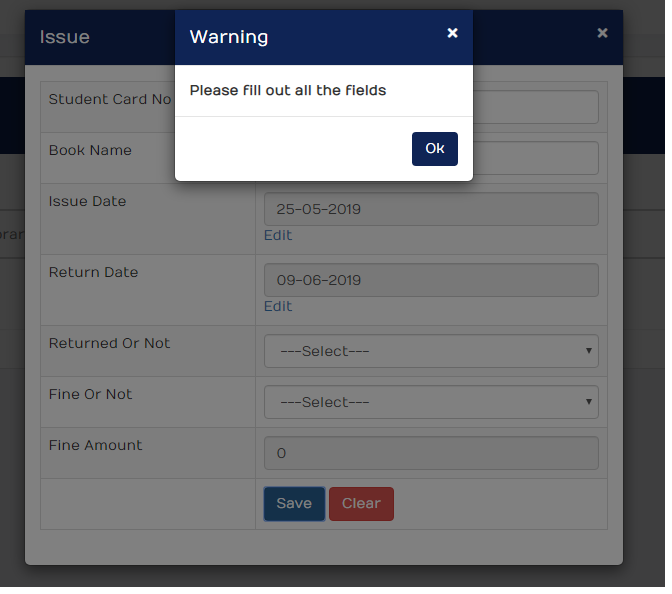 Issue
×
Warning
×
Please fill out all the fields
Ok
Student Card No
Book Name
Issue Date
25-05-2019
Edit
Return Date
09-06-2019
Edit
Returned Or Not
---Select---
Fine Or Not
---Select---
Fine Amount
0
Save Clear